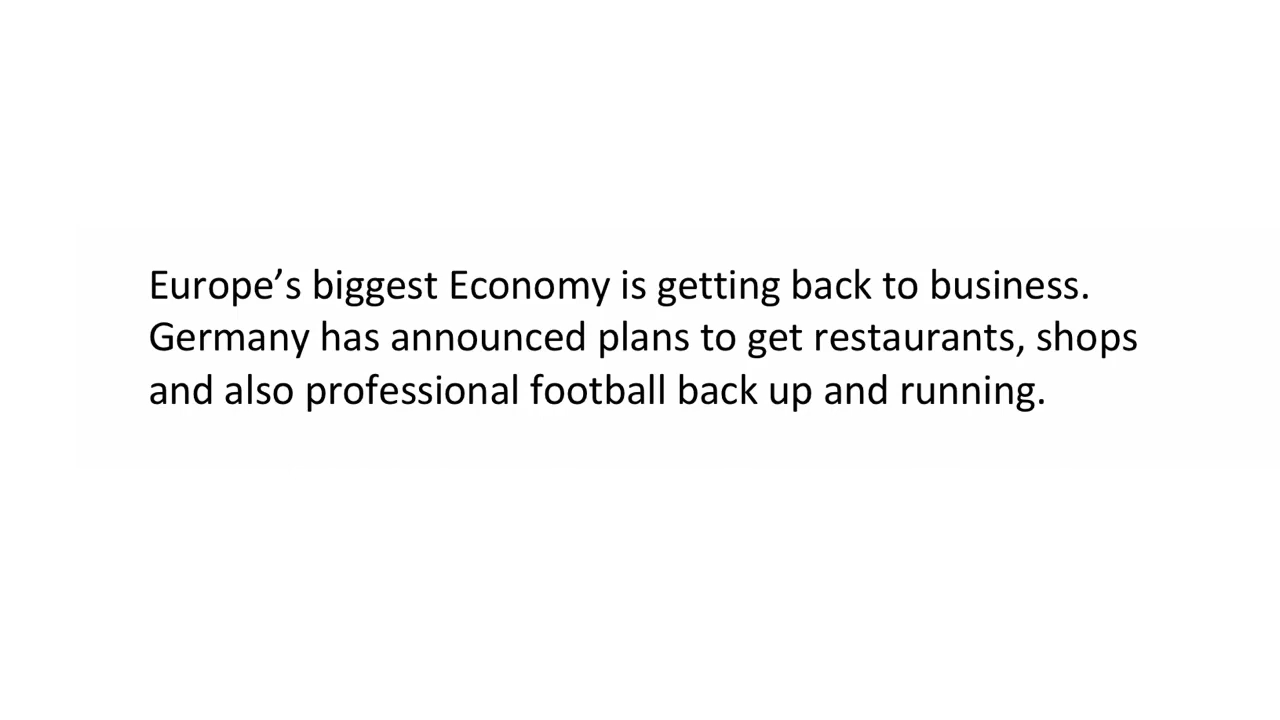 Europe’s biggest Economy is getting back to business.
Germany has announced plans to get restaurants, shops
and also professional football back up and running.